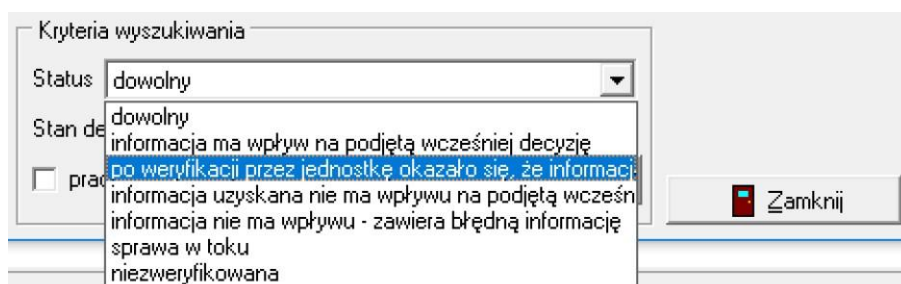 Kryteria wyszukiwania
Status dowolny
Stan de
dowolny
informacja ma wpływ na podjętą wcześniej decyzję
po weryfikacji przez jednostkę okazało się, że informacj
prac
informacja uzyskana nie ma wpływu na podjętą wcześn
informacja nie ma wpływu - zawiera błędną informację
Zamknij
sprawa w toku
niezweryfikowana